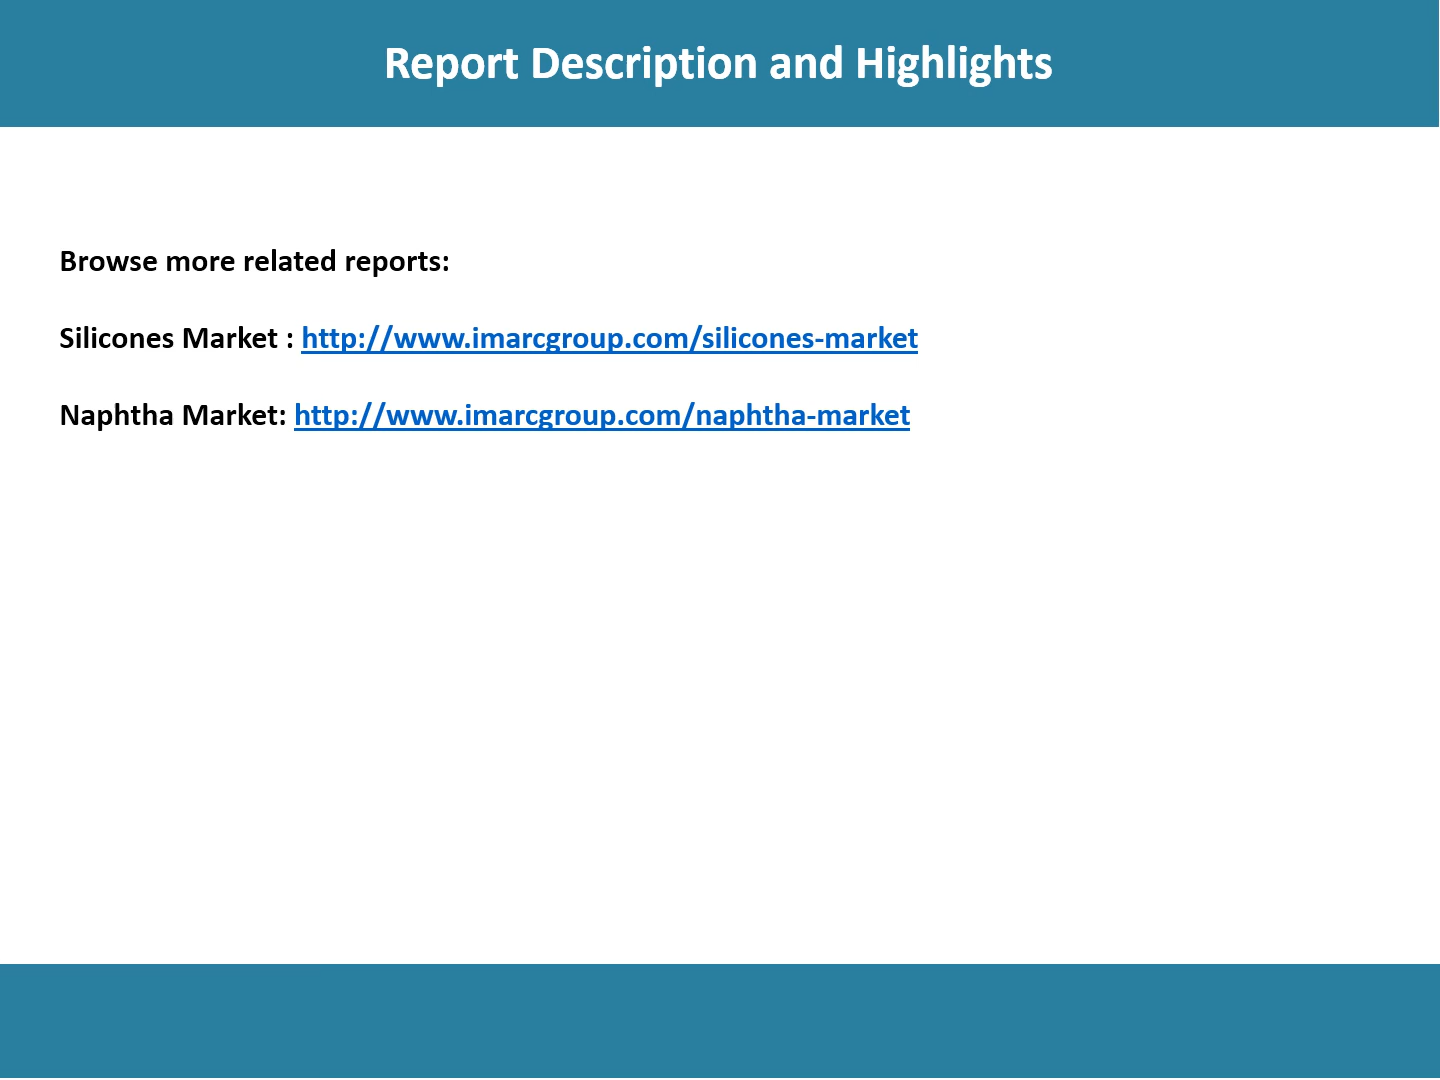 Report Description and Highlights
Browse more related reports:
Silicones Market : http://www.imarcgroup.com/silicones-market
Naphtha Market: http://www.imarcgroup.com/naphtha-market